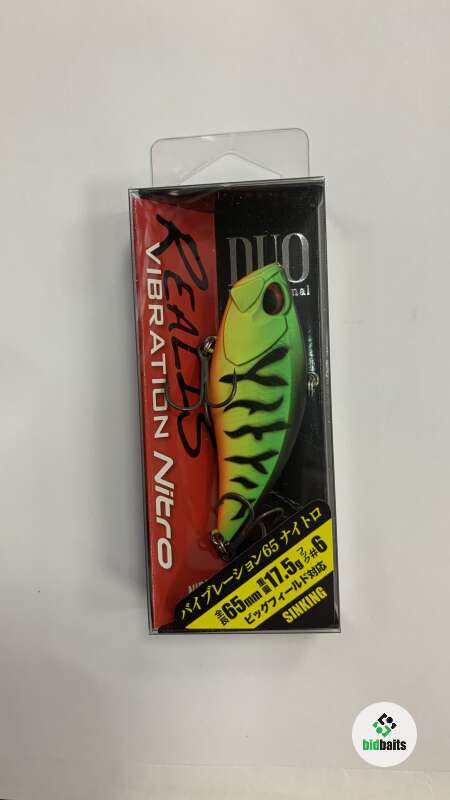 DUO
REALIS
VIBRATION Nitro
バイブレーション65 ナイトロ
全長65mm 重量17.5g フック#6
ビッグフィールド対応
SINKING
bidbaits